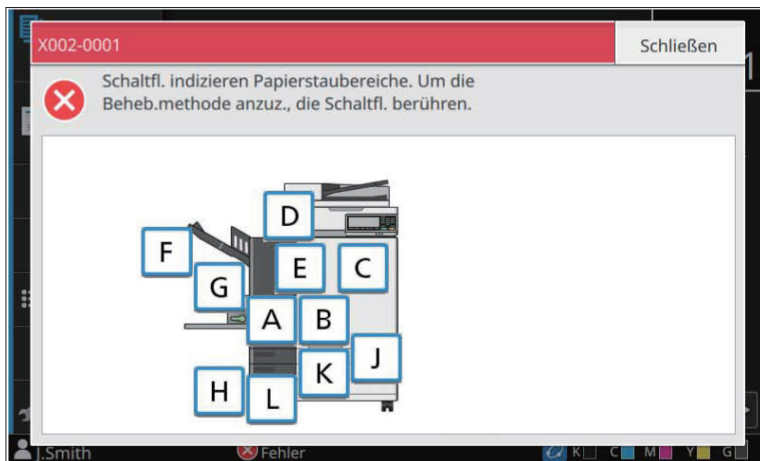 X002-0001
Schließen
Schaltfl. indizieren Papierstaubereiche. Um die
Beheb.methode anzuz., die Schaltfl. berühren.
D
F
E
C
G
A
B
J
K
H
L
J.Smith
Fehler
K
C
M
Y
G